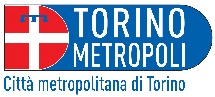 TORINO
METROPOLI
Città metropolitana di Torino